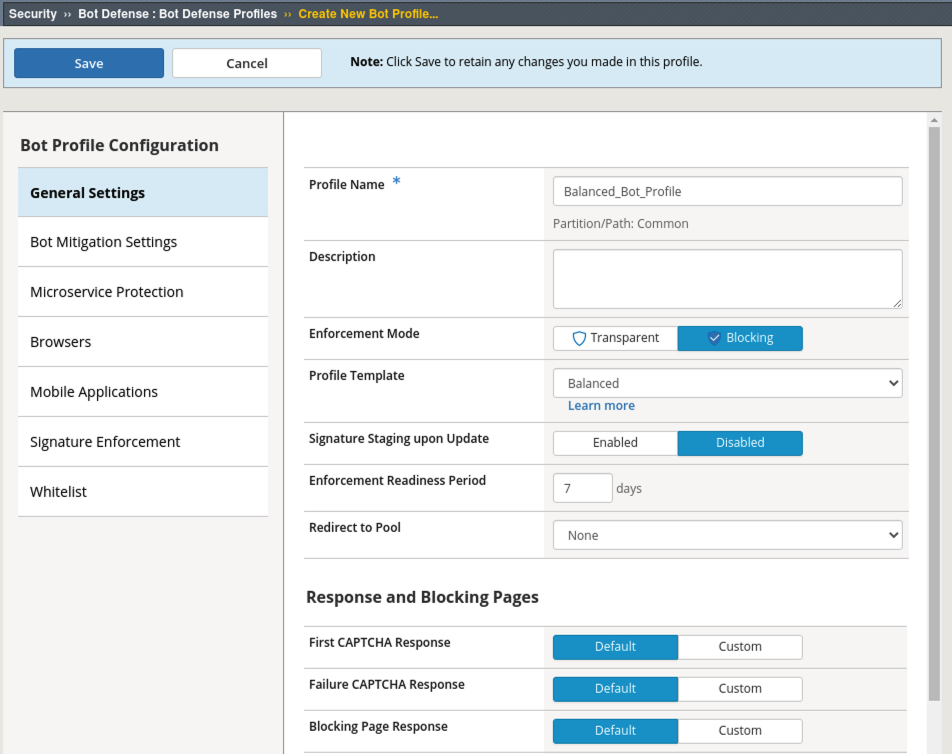 Security ›› Bot Defense : Bot Defense Profiles ›› Create New Bot Profile...
Save Cancel Note: Click Save to retain any changes you made in this profile.
Bot Profile Configuration
General Settings
Bot Mitigation Settings
Microservice Protection
Browsers
Mobile Applications
Signature Enforcement
Whitelist
Profile Name * Balanced_Bot_Profile
Partition/Path: Common
Description
Enforcement Mode Transparent Blocking
Profile Template Balanced
Learn more
Signature Staging upon Update Enabled Disabled
Enforcement Readiness Period 7 days
Redirect to Pool None
Response and Blocking Pages
First CAPTCHA Response Default Custom
Failure CAPTCHA Response Default Custom
Blocking Page Response Default Custom